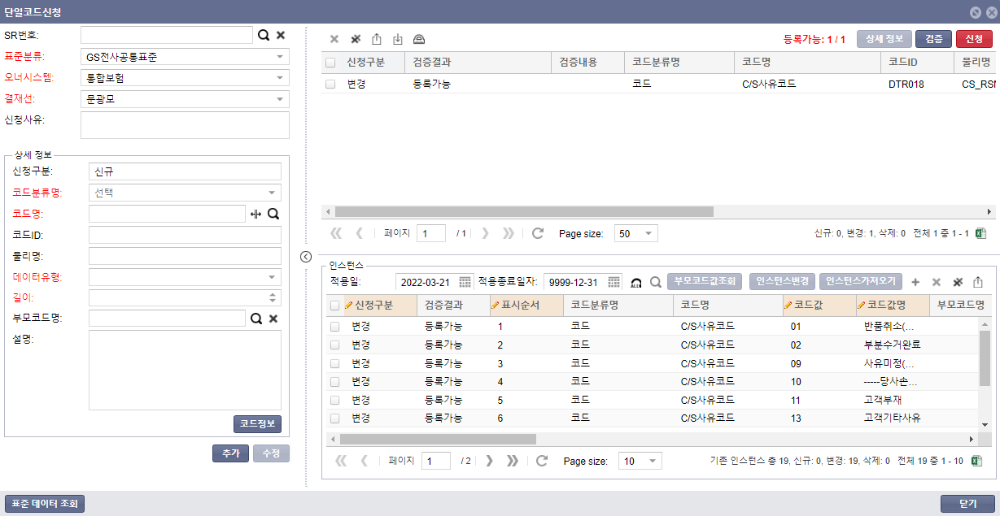 단일코드신청
SR번호:
표준분류: GS전사공통표준
오너시스템: 통합보험
결재선: 문광모
신청사유:
상세 정보
신청구분: 신규
코드분류명: 선택
코드명:
코드ID:
물리명:
데이터유형:
길이:
부모코드명:
설명:
코드정보
추가 수정
등록가능: 1 / 1 상세 정보 검증 신청
신청구분 검증결과 검증내용 코드분류명 코드명 코드ID 물리명
변경 등록가능 코드 C/S사유코드 DTR018 CS_RSN
페이지 1 / 1 Page size: 50 신규: 0, 변경: 1, 삭제: 0 전체 1 중 1 - 1
인스턴스
적용일: 2022-03-21 적용종료일자: 9999-12-31 ALL 부모코드값조회 인스턴스변경 인스턴스가져오기
신청구분 검증결과 표시순서 코드분류명 코드명 코드값 코드값명 부모코드명
변경 등록가능 1 코드 C/S사유코드 01 반품취소(...
변경 등록가능 2 코드 C/S사유코드 02 부분수거완료
변경 등록가능 3 코드 C/S사유코드 09 사유미정(...
변경 등록가능 4 코드 C/S사유코드 10 -----당사손...
변경 등록가능 5 코드 C/S사유코드 11 고객부재
변경 등록가능 6 코드 C/S사유코드 13 고객기타사유
페이지 1 / 2 Page size: 10 기존 인스턴스 총 19, 신규: 0, 변경: 19, 삭제: 0 전체 19 중 1 - 10
표준 데이터 조회 닫기